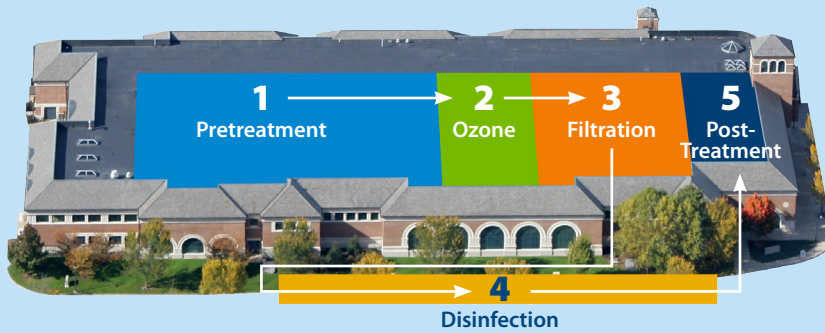 1
Pretreatment
2
Ozone
3
Filtration
5
Post-
Treatment
4
Disinfection